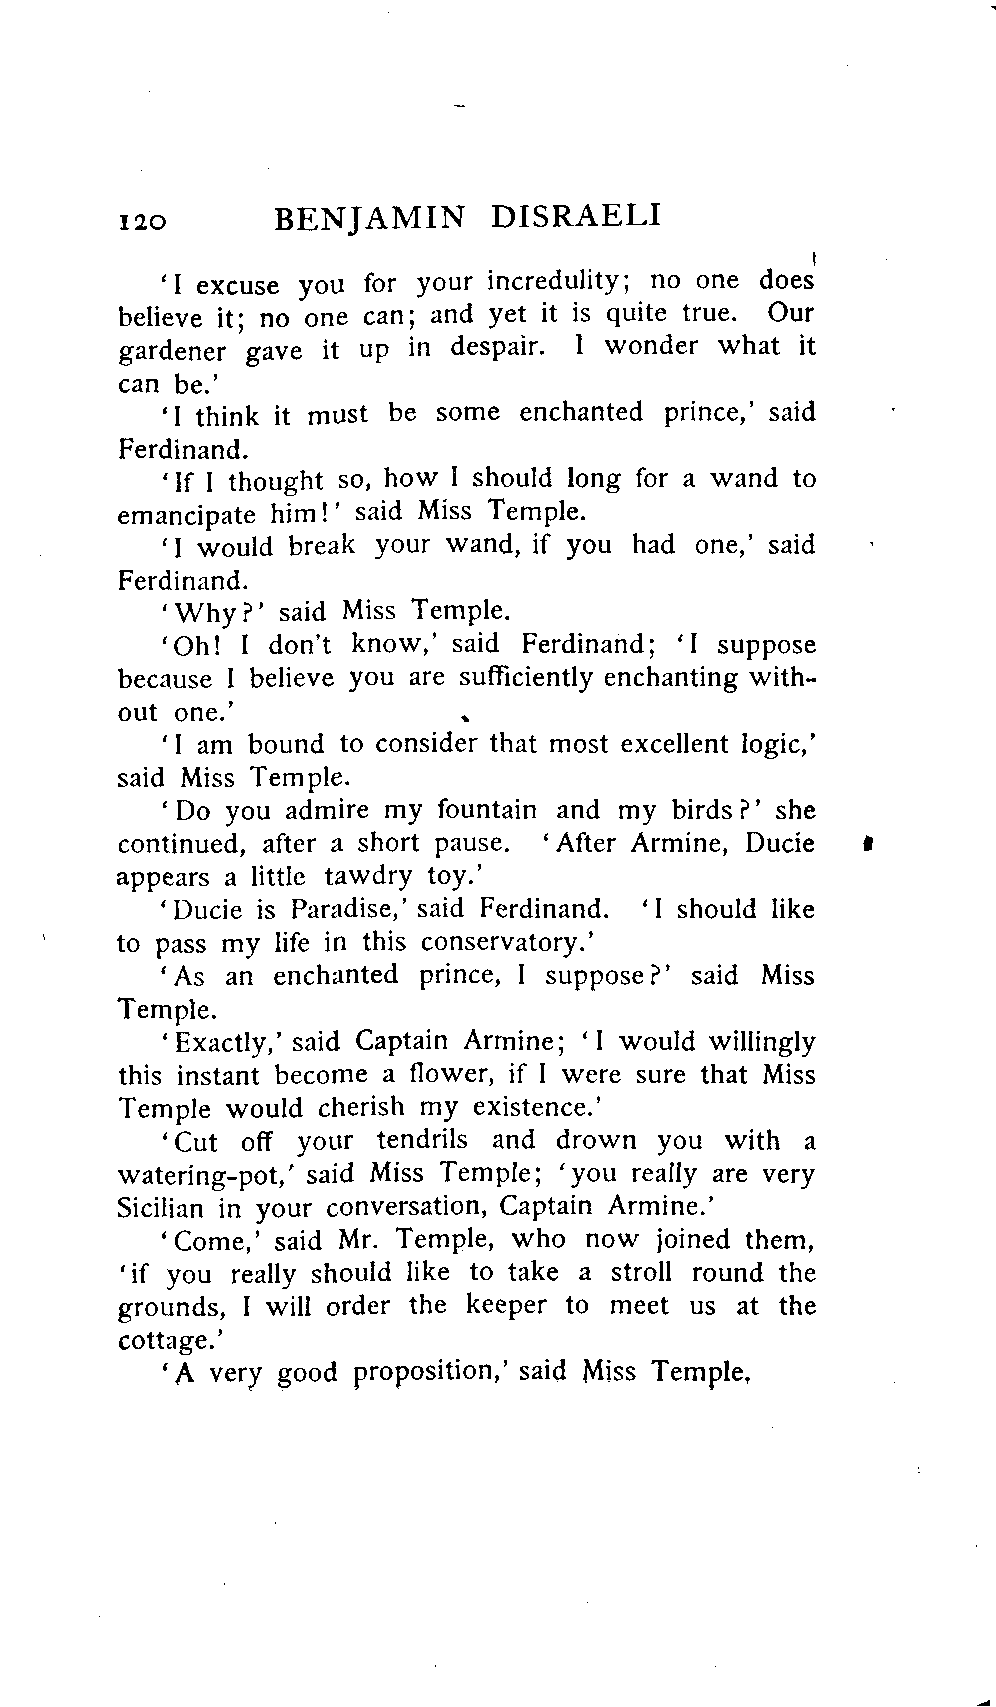 120 BENJAMIN DISRAELI
‘I excuse you for your incredulity; no one does
believe it; no one can; and yet it is quite true. Our
gardener gave it up in despair. I wonder what it
can be.’
‘I think it must be some enchanted prince,’ said
Ferdinand.
‘If I thought so, how I should long for a wand to
emancipate him!’ said Miss Temple.
‘I would break your wand, if you had one,’ said
Ferdinand.
‘Why?’ said Miss Temple.
‘Oh! I don't know,’ said Ferdinand; ‘I suppose
because I believe you are sufficiently enchanting with-
out one.’
‘I am bound to consider that most excellent logic,’
said Miss Temple.
‘Do you admire my fountain and my birds?’ she
continued, after a short pause. ‘After Armine, Ducie
appears a little tawdry toy.’
‘Ducie is Paradise,’ said Ferdinand. ‘I should like
to pass my life in this conservatory.’
‘As an enchanted prince, I suppose?’ said Miss
Temple.
‘Exactly,’ said Captain Armine; ‘I would willingly
this instant become a flower, if I were sure that Miss
Temple would cherish my existence.’
‘Cut off your tendrils and drown you with a
watering-pot,’ said Miss Temple; ‘you really are very
Sicilian in your conversation, Captain Armine.’
‘Come,’ said Mr. Temple, who now joined them,
‘if you really should like to take a stroll round the
grounds, I will order the keeper to meet us at the
cottage.’
‘A very good proposition,’ said Miss Temple.